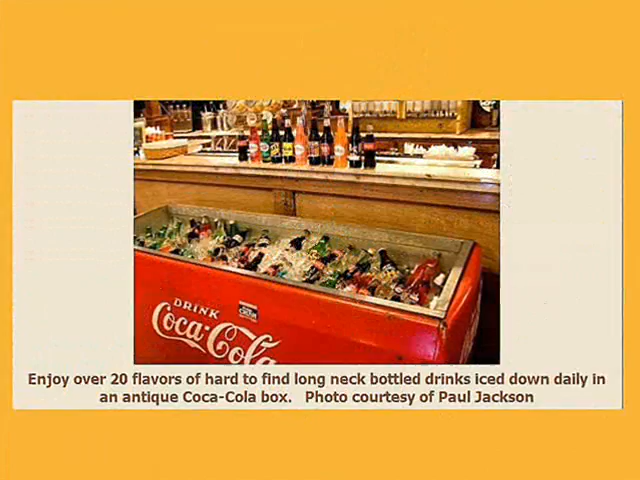 DRINK
Coca-Cola
Enjoy over 20 flavors of hard to find long neck bottled drinks iced down daily in
an antique Coca-Cola box. Photo courtesy of Paul Jackson